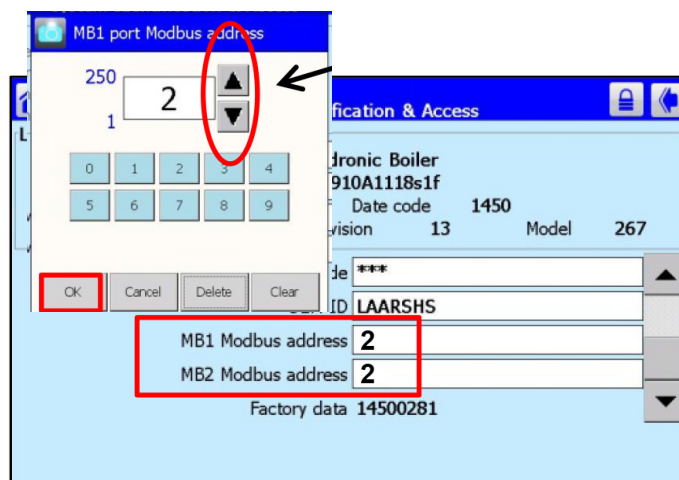 MB1 port Modbus address
250
2
1
0 1 2 3 4
5 6 7 8 9
OK Cancel Delete Clear
fication & Access
dronic Boiler
910A1118s1f
Date code 1450
13 Model 267
***
ID LAARSHS
MB1 Modbus address 2
MB2 Modbus address 2
Factory data 14500281